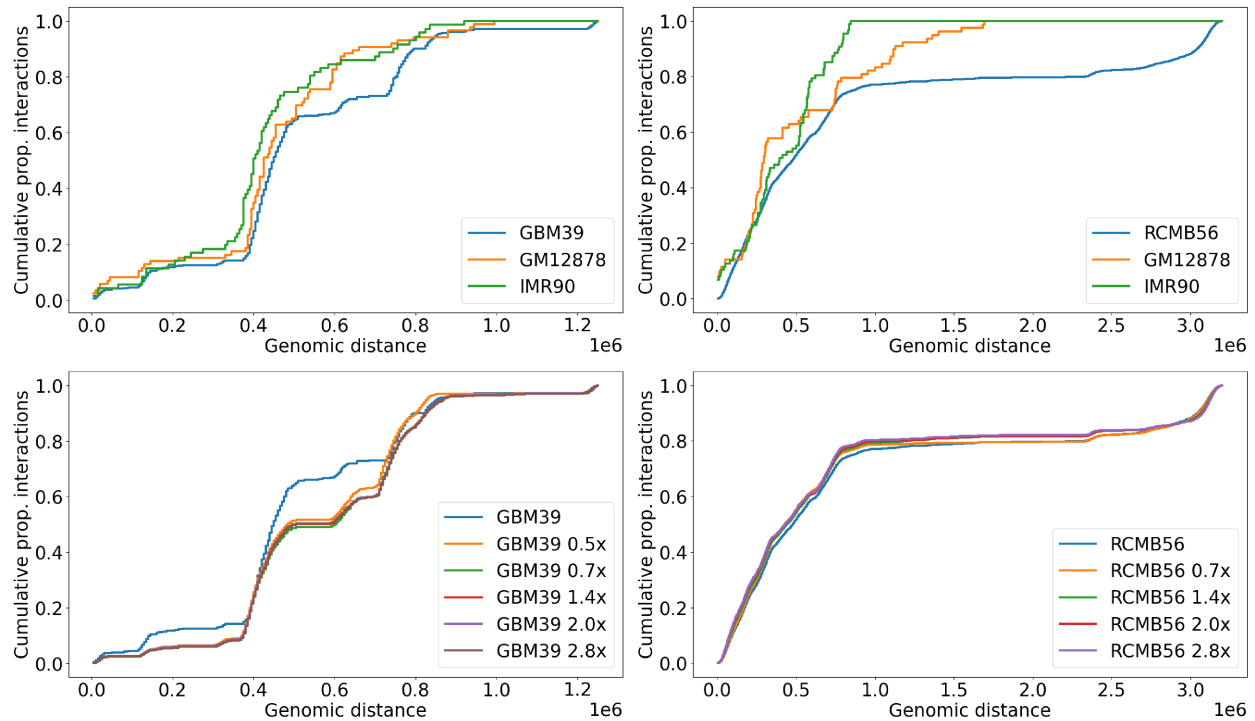 Cumulative prop. interactions
1.0
0.8
0.6
0.4
0.2
0.0
GBM39
GM12878
IMR90
0.0 0.2 0.4 0.6 0.8 1.0 1.2
Genomic distance
1e6
Cumulative prop. interactions
1.0
0.8
0.6
0.4
0.2
0.0
RCMB56
GM12878
IMR90
0.0 0.5 1.0 1.5 2.0 2.5 3.0
Genomic distance
1e6
Cumulative prop. interactions
1.0
0.8
0.6
0.4
0.2
0.0
GBM39
GBM39 0.5x
GBM39 0.7x
GBM39 1.4x
GBM39 2.0x
GBM39 2.8x
0.0 0.2 0.4 0.6 0.8 1.0 1.2
Genomic distance
1e6
Cumulative prop. interactions
1.0
0.8
0.6
0.4
0.2
0.0
RCMB56
RCMB56 0.7x
RCMB56 1.4x
RCMB56 2.0x
RCMB56 2.8x
0.0 0.5 1.0 1.5 2.0 2.5 3.0
Genomic distance
1e6